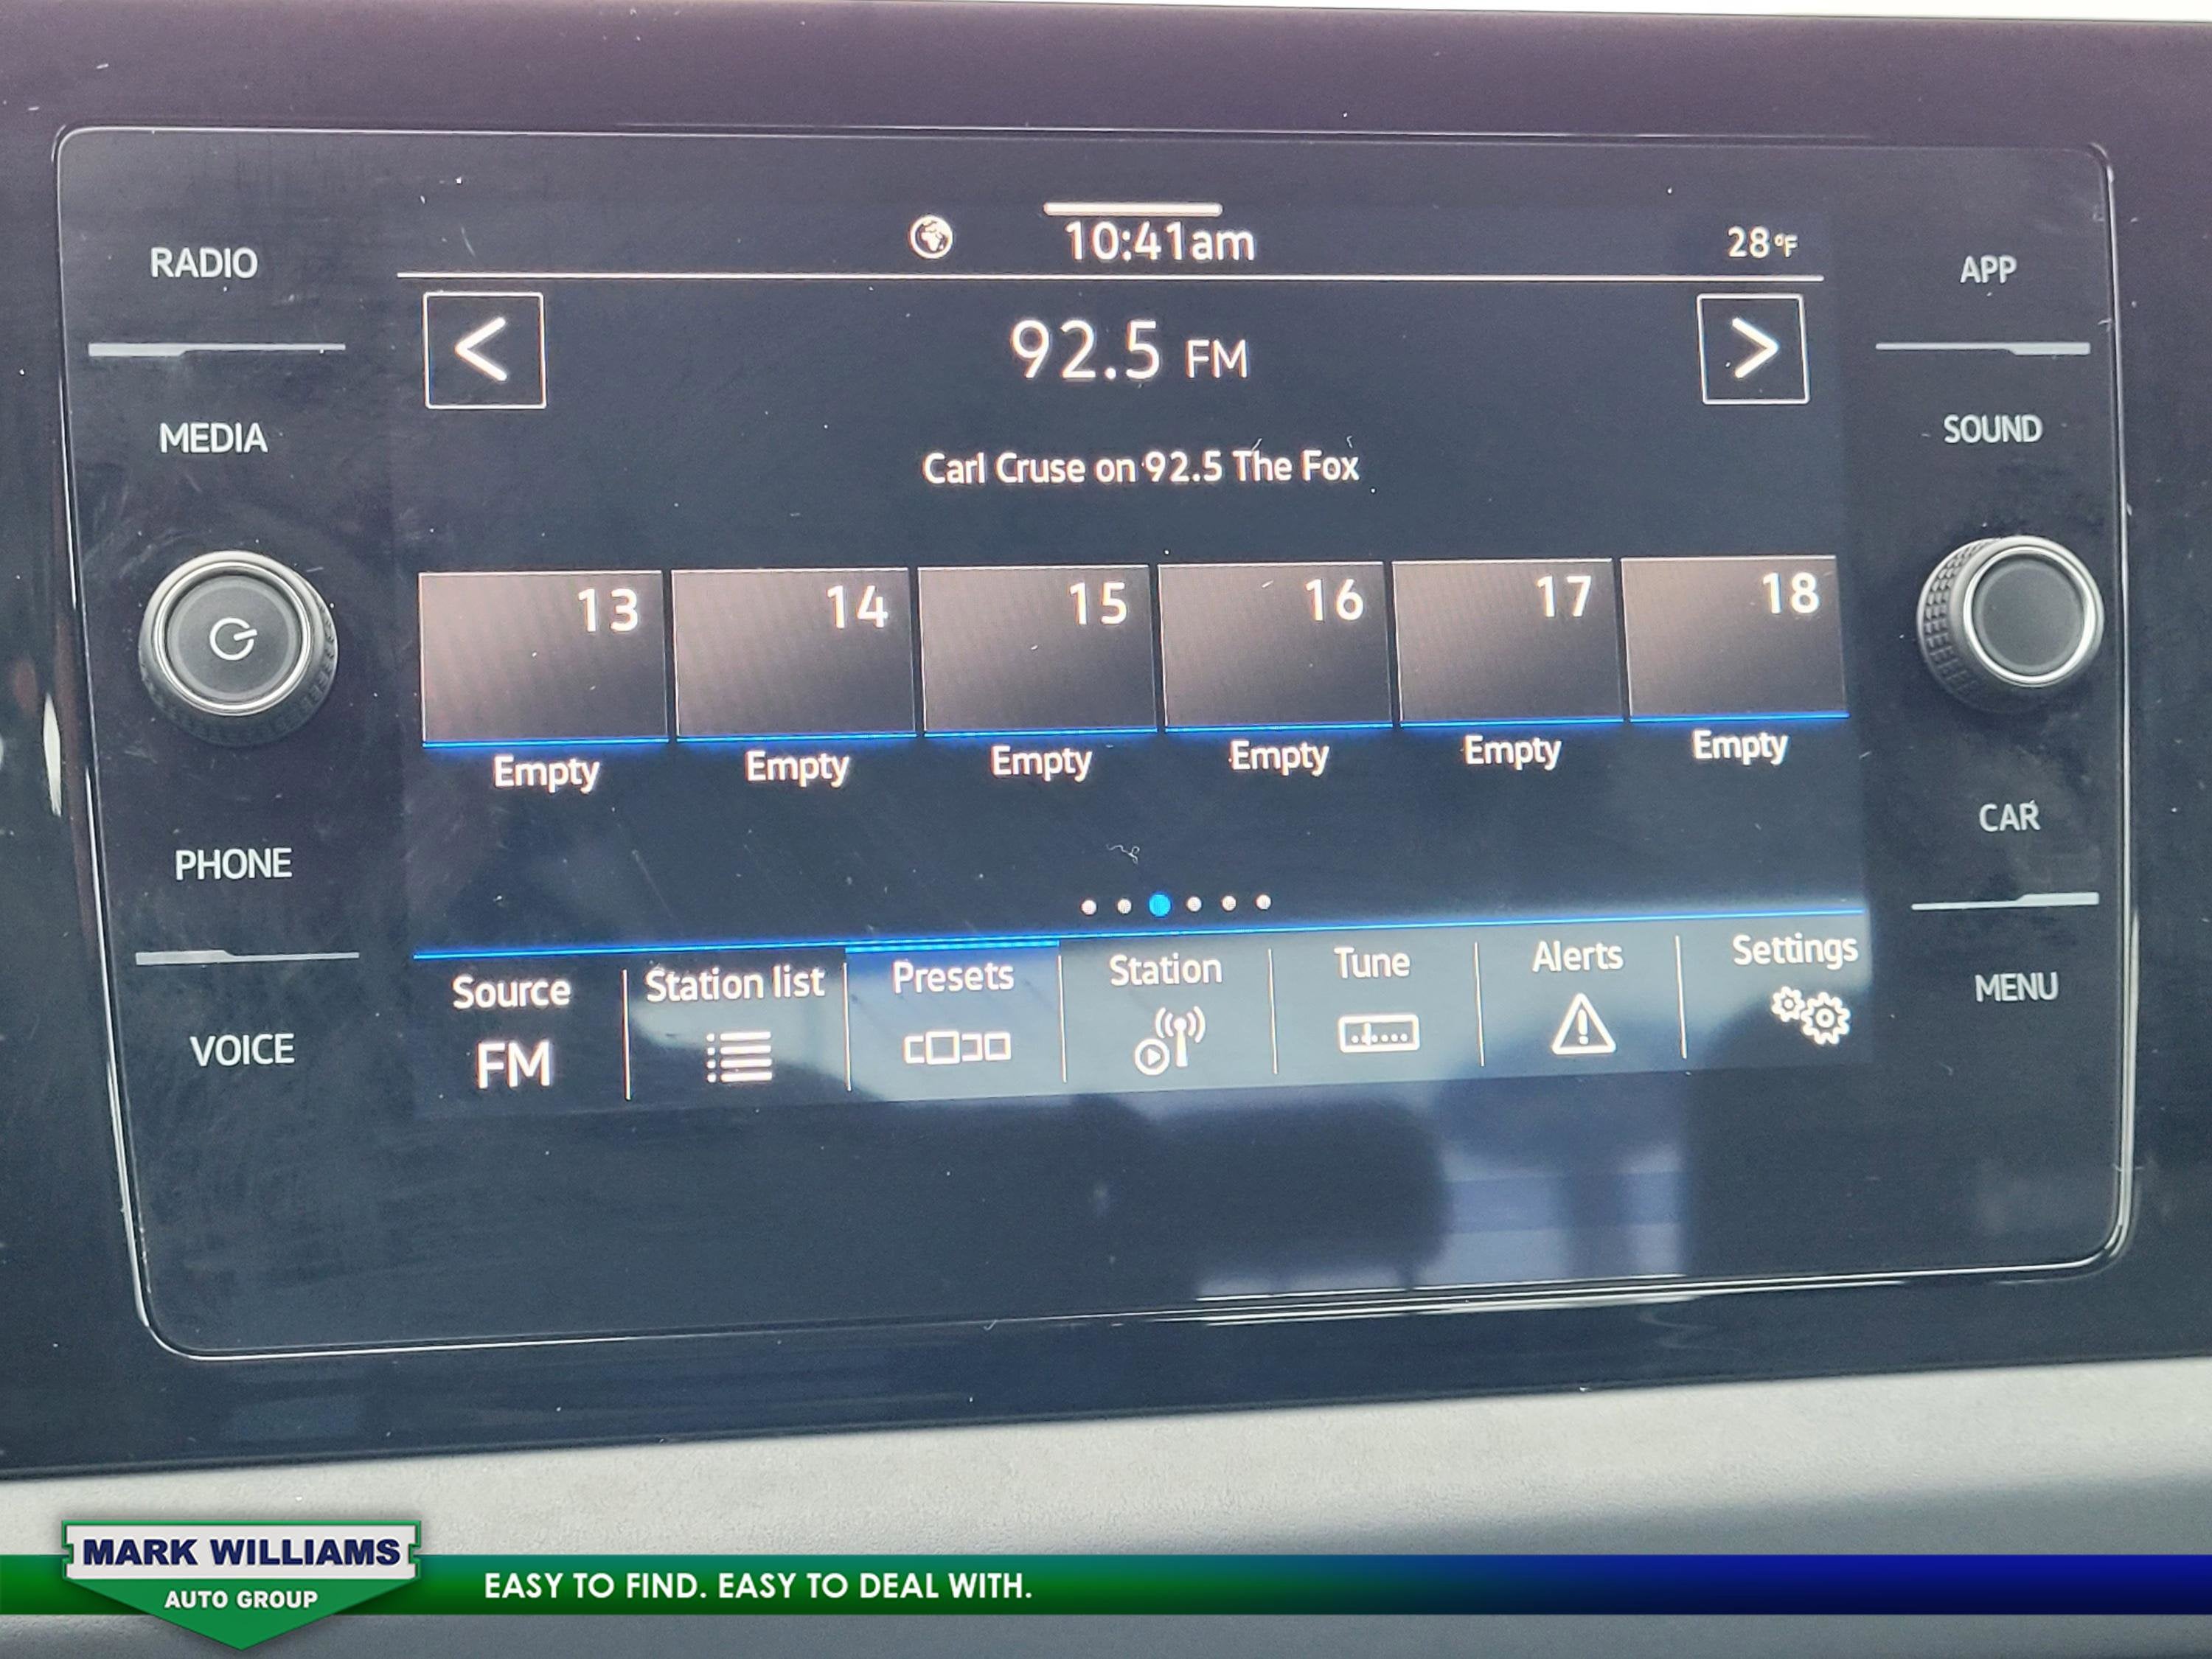 RADIO
MEDIA
PHONE
VOICE
10:41am
28°F
<
92.5 FM
>
Carl Cruse on 92.5 The Fox
13 14 15 16 17 18
Empty Empty Empty Empty Empty Empty
Source Station list Presets Station Tune Alerts Settings
FM
APP
SOUND
CAR
MENU
MARK WILLIAMS
AUTO GROUP
EASY TO FIND. EASY TO DEAL WITH.